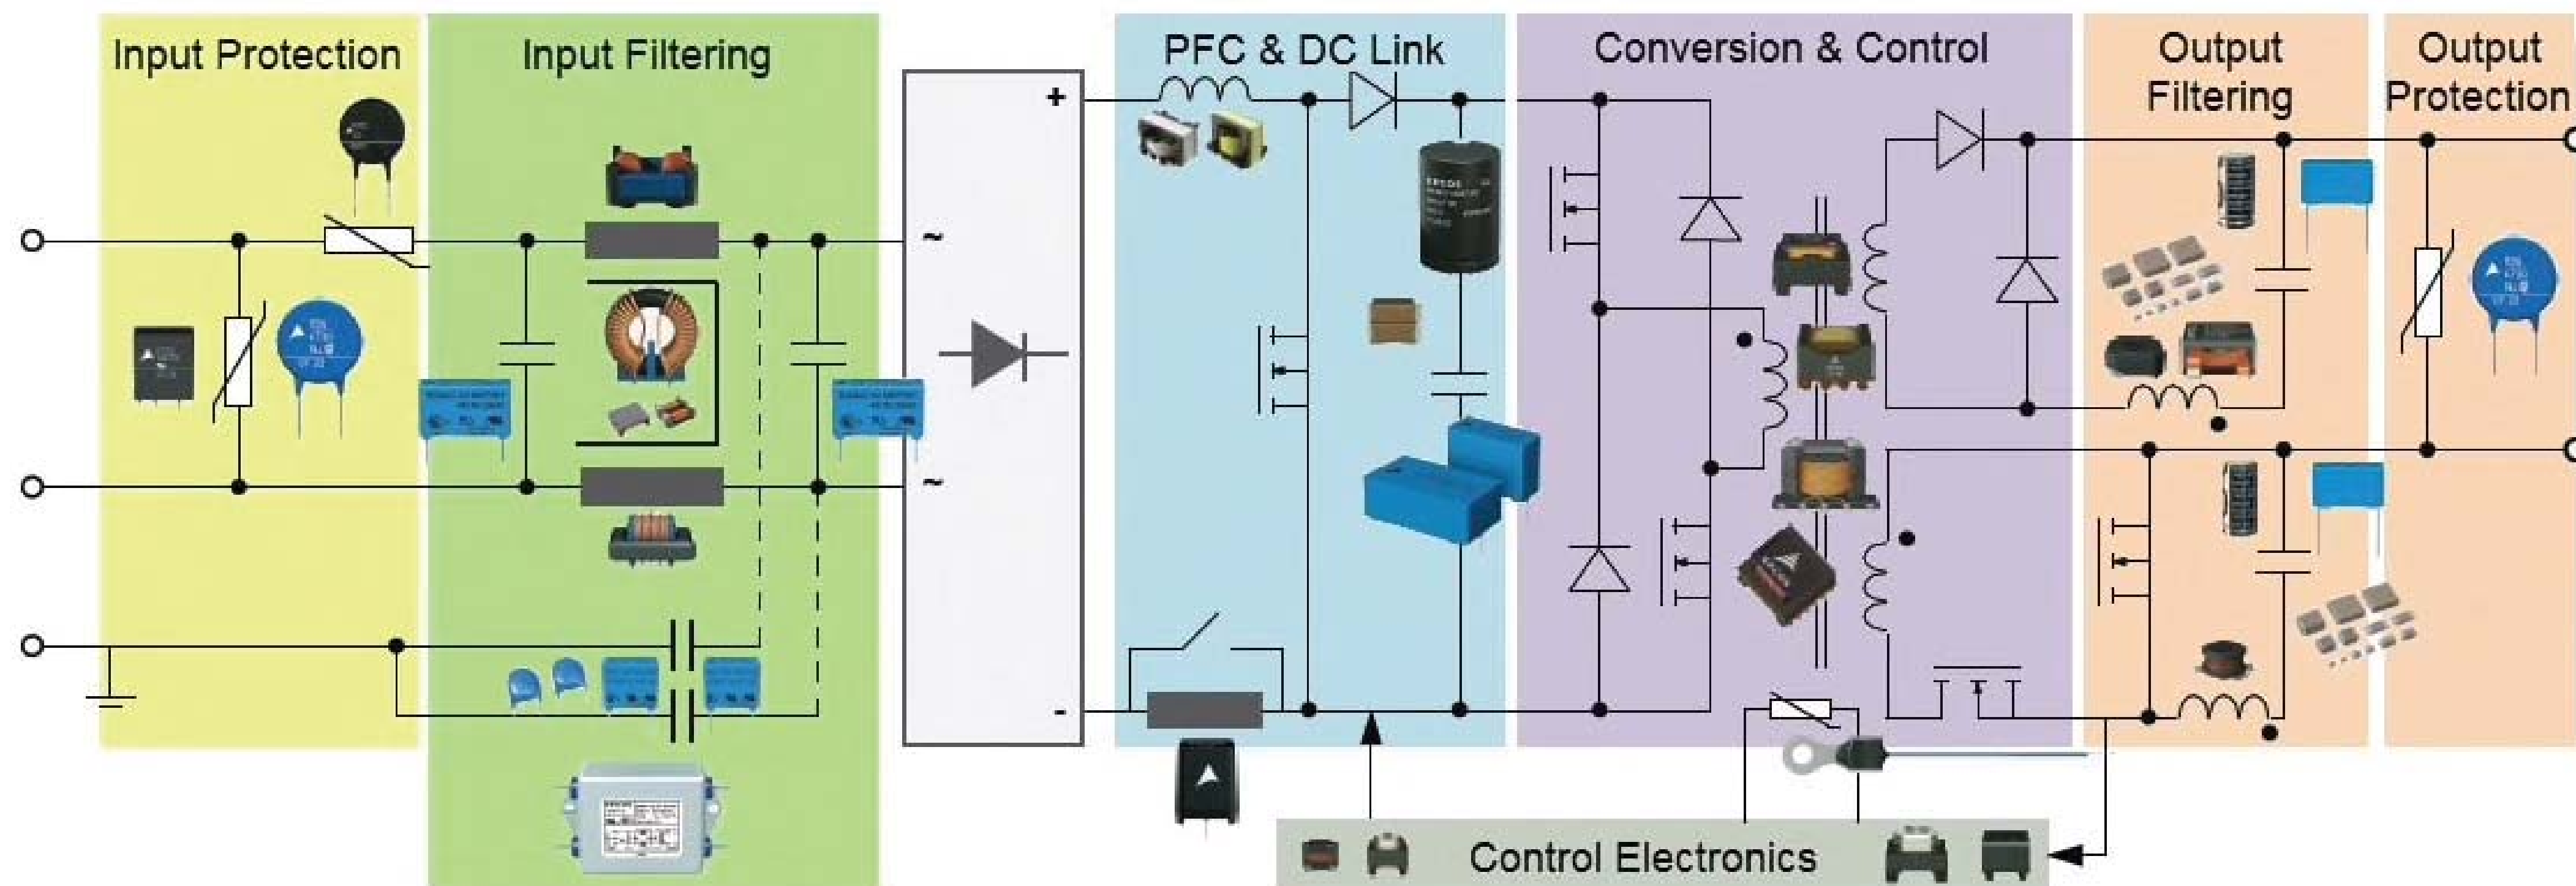 Input Protection
Input Filtering
PFC & DC Link
Conversion & Control
Output
Filtering
Output
Protection
+
~
~
-
Control Electronics